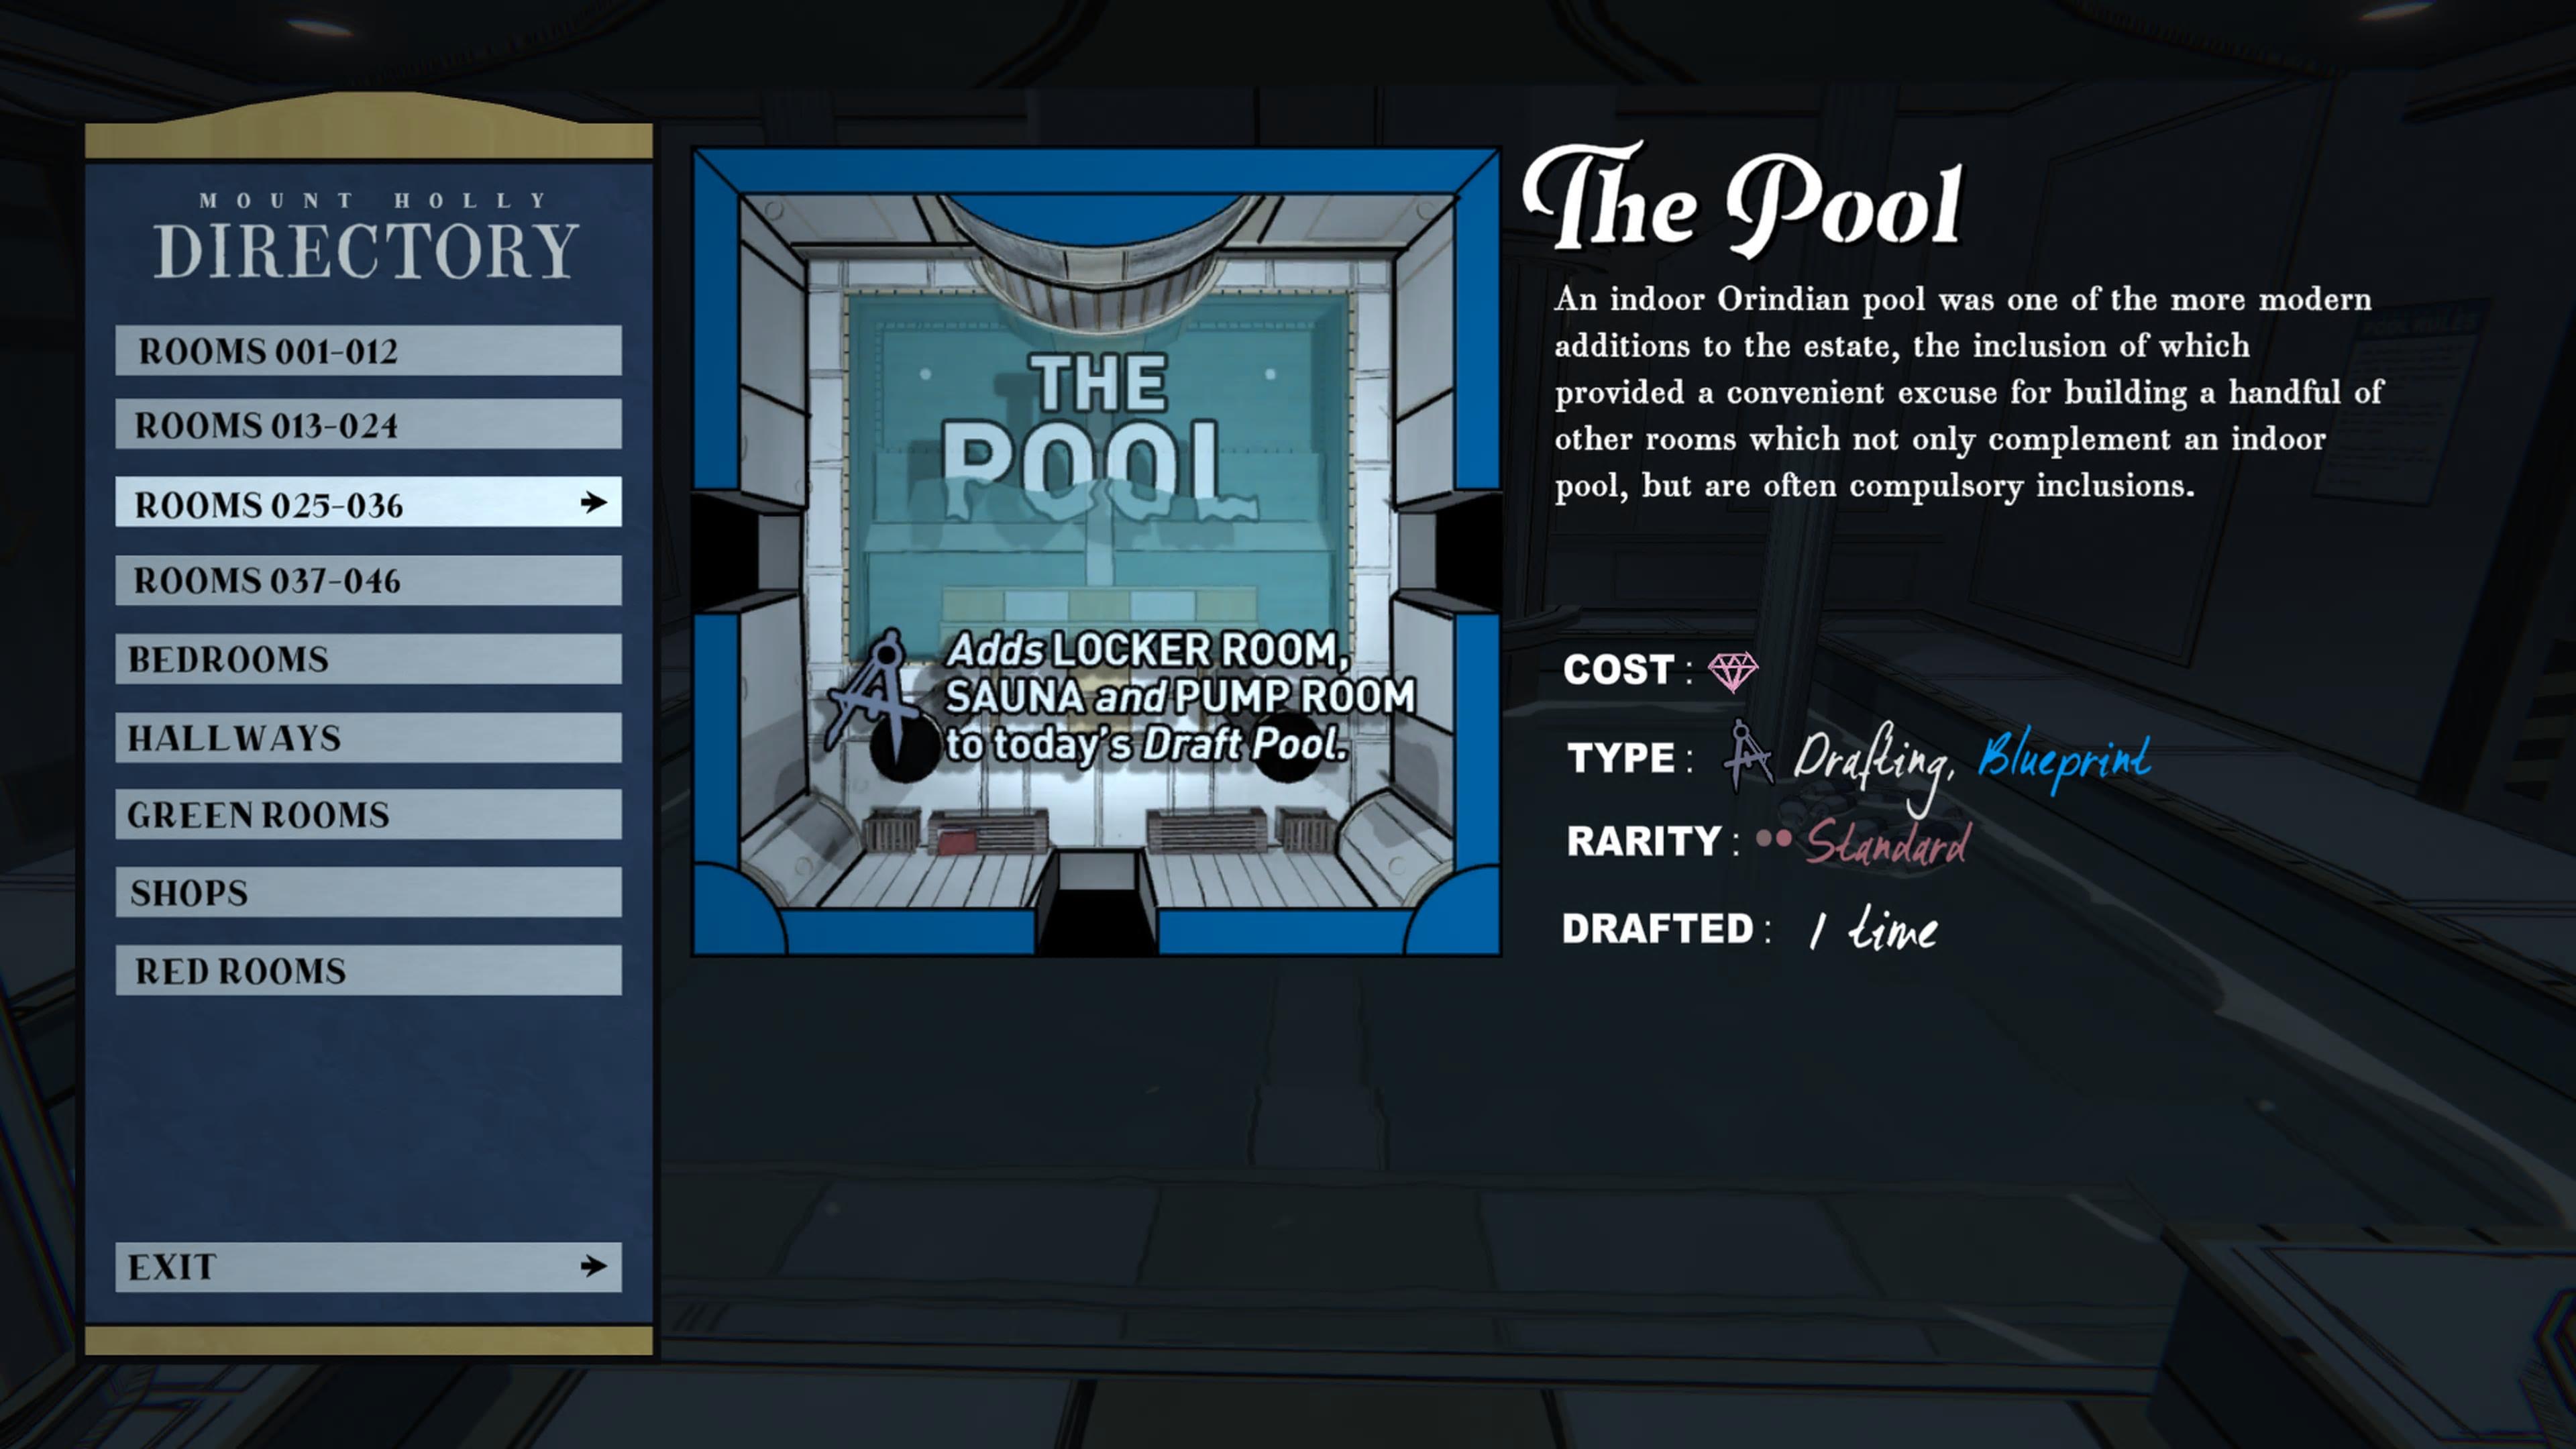 MOUNT HOLLY
DIRECTORY
ROOMS 001-012
ROOMS 013-024
ROOMS 025-036
ROOMS 037-046
BEDROOMS
HALLWAYS
GREEN ROOMS
SHOPS
RED ROOMS
EXIT
THE
POOL
Adds LOCKER ROOM,
SAUNA and PUMP ROOM
to today's Draft Pool.
The Pool
An indoor Orindian pool was one of the more modern
additions to the estate, the inclusion of which
provided a convenient excuse for building a handful of
other rooms which not only complement an indoor
pool, but are often compulsory inclusions.
COST :
TYPE : Drafting, Blueprint
RARITY : Standard
DRAFTED : 1 time
POOL RULES